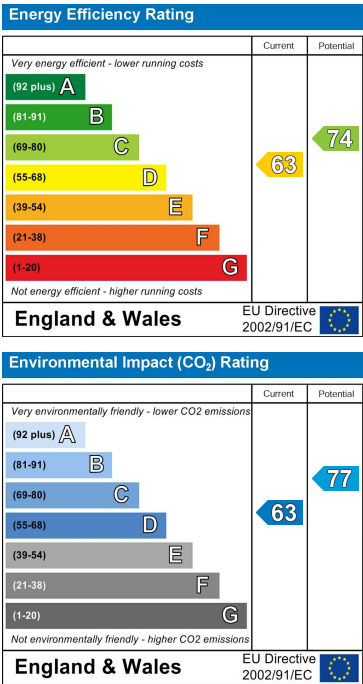 Energy Efficiency Rating
Current Potential
Very energy efficient - lower running costs
(92 plus) A
(81-91) B
(69-80) C
(55-68) D
(39-54) E
(21-38) F
(1-20) G
63
74
Not energy efficient - higher running costs
England & Wales
EU Directive
2002/91/EC
Environmental Impact (CO₂) Rating
Current Potential
Very environmentally friendly - lower CO2 emissions
(92 plus) A
(81-91) B
(69-80) C
(55-68) D
(39-54) E
(21-38) F
(1-20) G
63
77
Not environmentally friendly - higher CO2 emissions
England & Wales
EU Directive
2002/91/EC